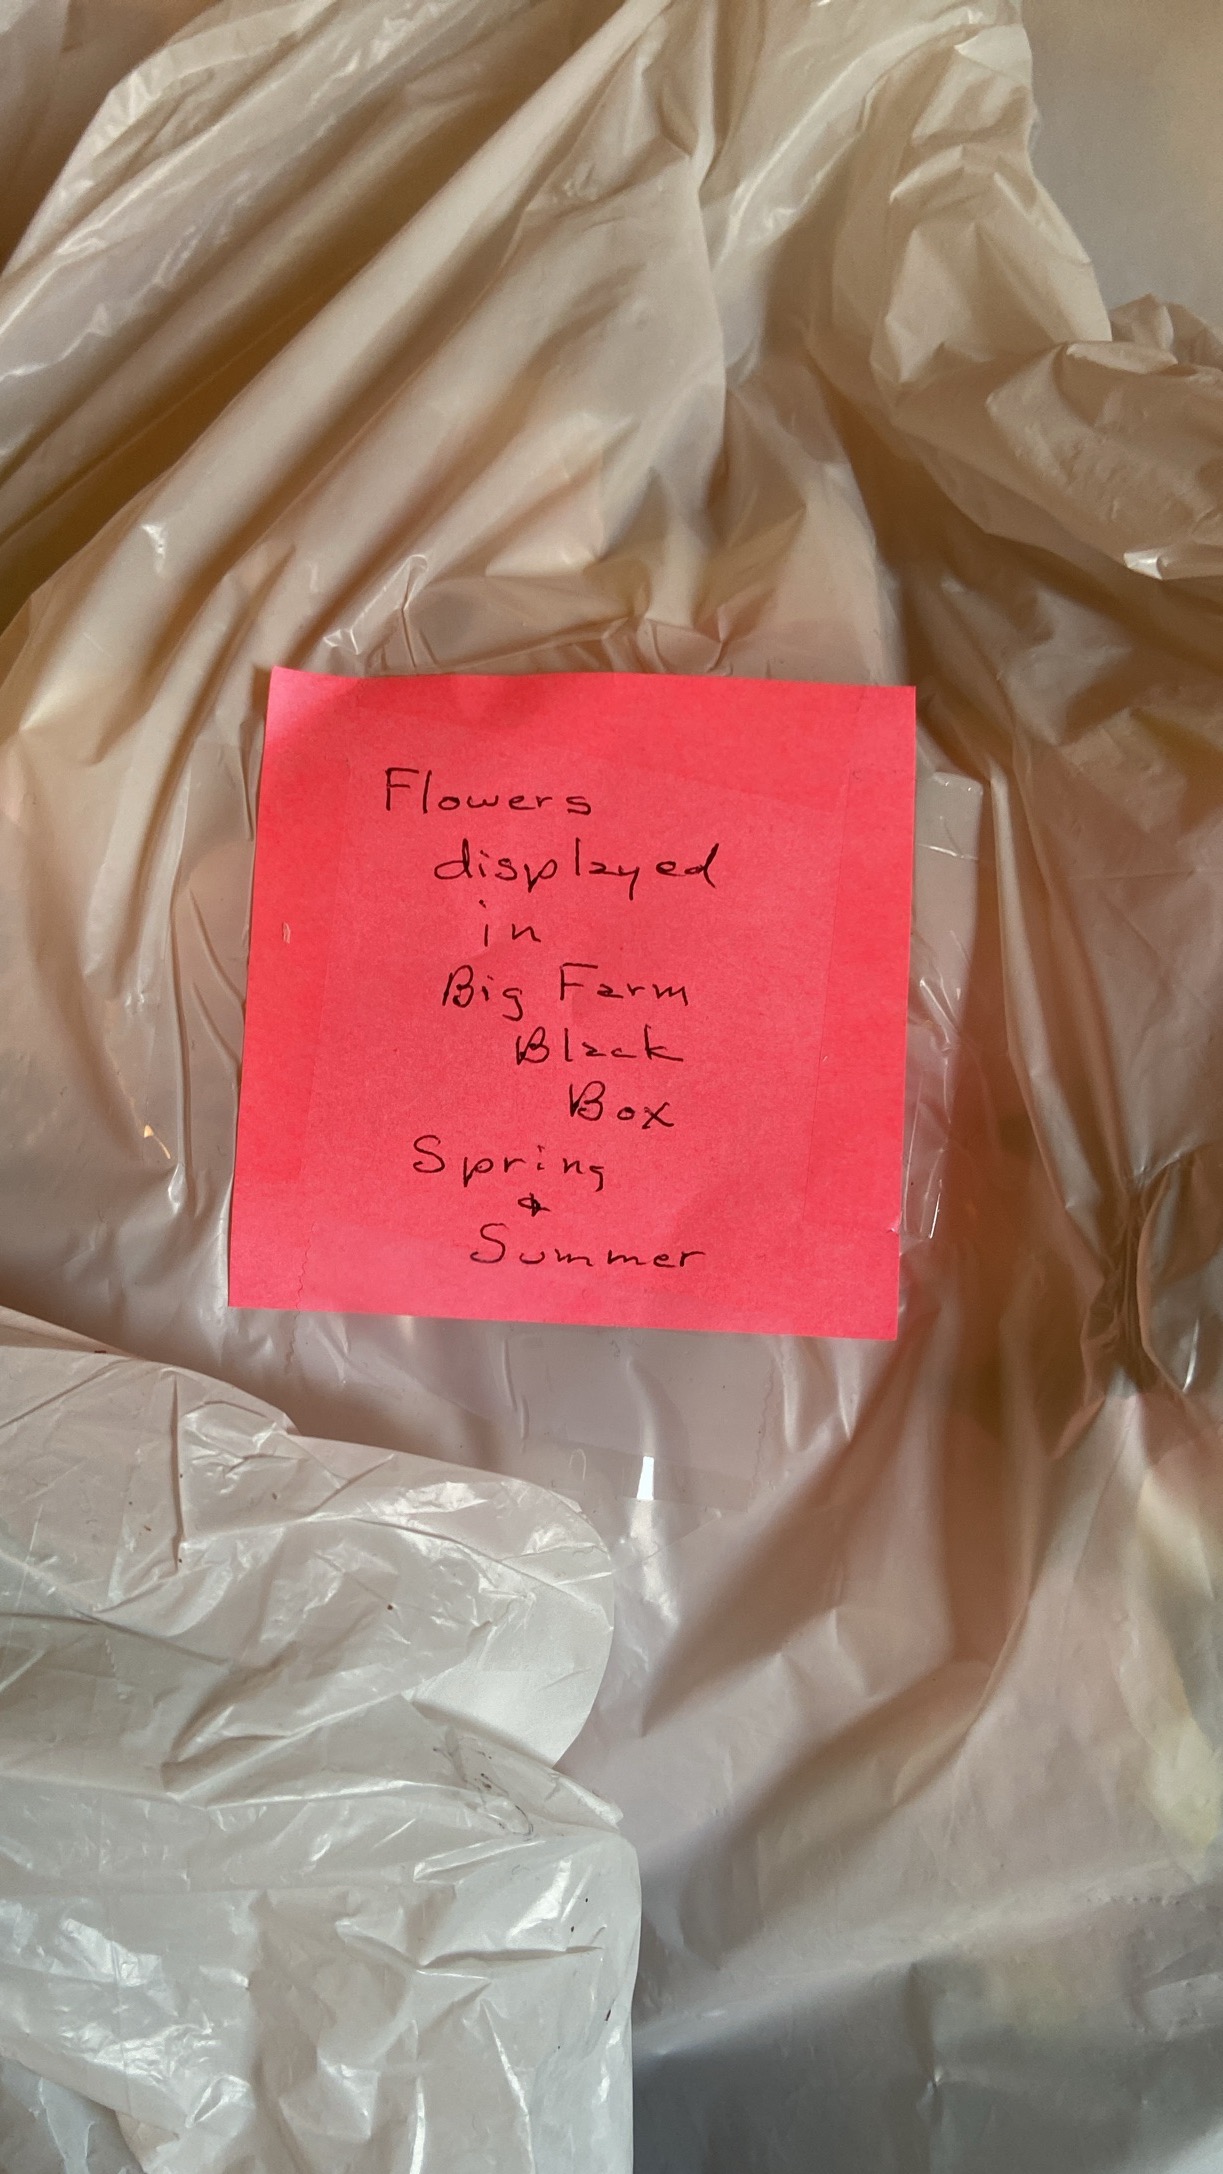 Flowers
displayed
in
Big Farm
Black
Box
Spring
&
Summer